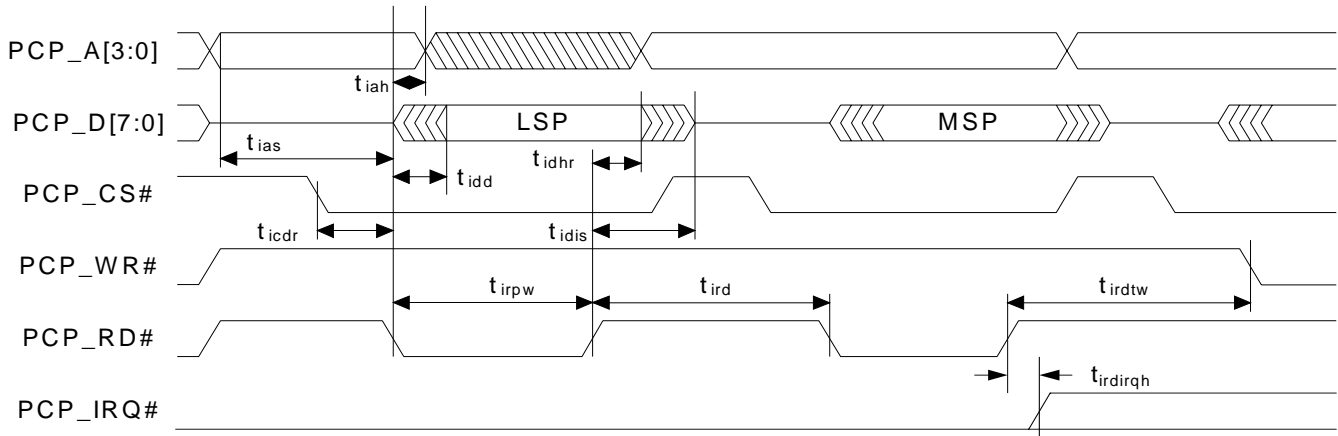 PCP_A[3:0]
t iah
PCP_D[7:0]
LSP
MSP
t ias
t idhr
t idd
PCP_CS#
t icdr
t idis
PCP_WR#
t irpw
t ird
t irdtw
PCP_RD#
t irdirqh
PCP_IRQ#